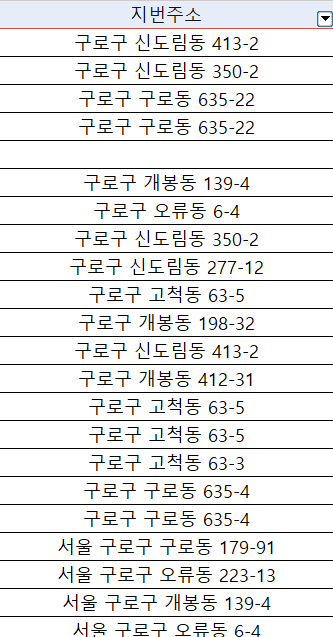 지번주소
구로구 신도림동 413-2
구로구 신도림동 350-2
구로구 구로동 635-22
구로구 구로동 635-22
구로구 개봉동 139-4
구로구 오류동 6-4
구로구 신도림동 350-2
구로구 신도림동 277-12
구로구 고척동 63-5
구로구 개봉동 198-32
구로구 신도림동 413-2
구로구 개봉동 412-31
구로구 고척동 63-5
구로구 고척동 63-5
구로구 고척동 63-3
구로구 구로동 635-4
구로구 구로동 635-4
서울 구로구 구로동 179-91
서울 구로구 오류동 223-13
서울 구로구 개봉동 139-4
서울 구로구 오류동 6-4